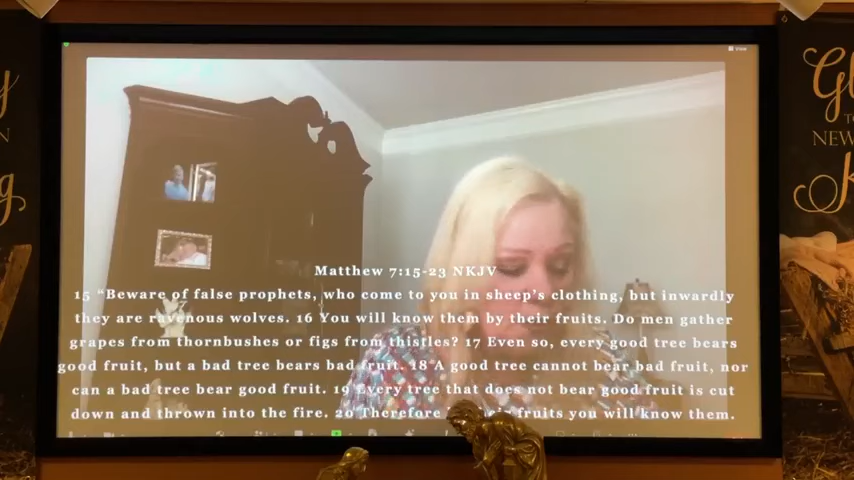 View
Matthew 7:15-23 NKJV
15 “Beware of false prophets, who come to you in sheep's clothing, but inwardly
they are ravenous wolves. 16 You will know them by their fruits. Do men gather
grapes from thornbushes or figs from thistles? 17 Even so, every good tree bears
good fruit, but a bad tree bears bad fruit. 18 A good tree cannot bear bad fruit, nor
can a bad tree bear good fruit. 19 Every tree that does not bear good fruit is cut
down and thrown into the fire. 20 Therefore fruits you will know them.
NEW